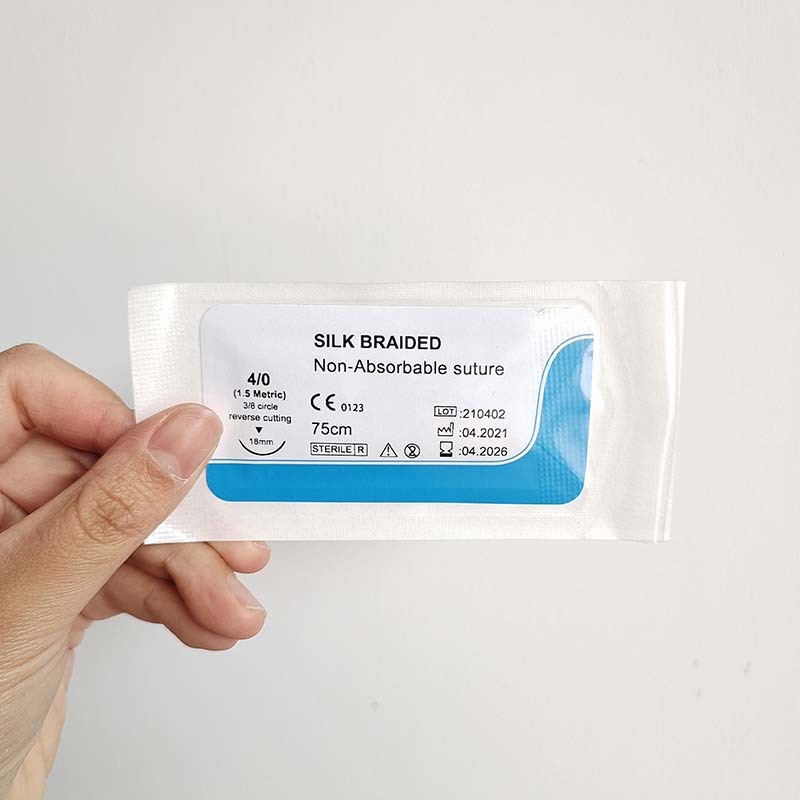 SILK BRAIDED
Non-Absorbable suture
4/0
(1.5 Metric)
3/8 circle
reverse cutting
18mm
CE 0123
75cm
STERILE R
LOT :210402
:04.2021
:04.2026